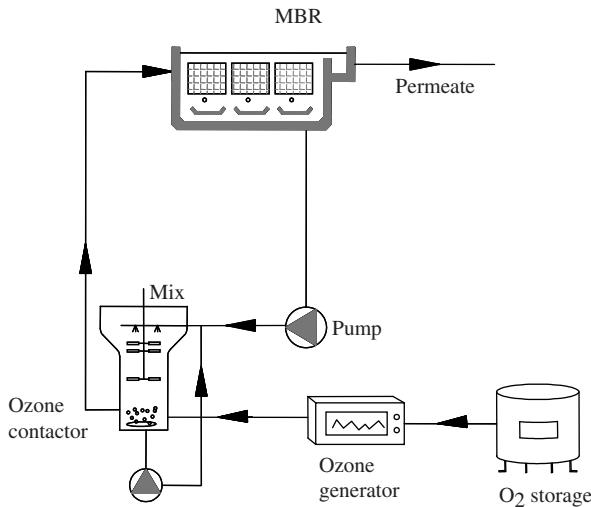 MBR
Permeate
Mix
Pump
Ozone
contactor
Ozone
generator
O2 storage